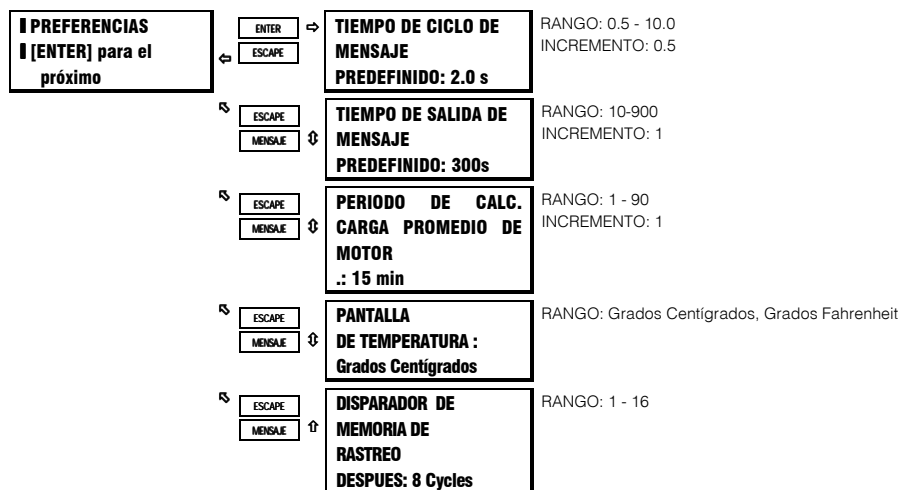 PREFERENCIAS
[ENTER] para el
próximo
ENTER
ESCAPE
TIEMPO DE CICLO DE
MENSAJE
PREDEFINIDO: 2.0 s
RANGO: 0.5 - 10.0
INCREMENTO: 0.5
ESCAPE
MENSAJE
TIEMPO DE SALIDA DE
MENSAJE
PREDEFINIDO: 300s
RANGO: 10-900
INCREMENTO: 1
ESCAPE
MENSAJE
PERIODO DE CALC.
CARGA PROMEDIO DE
MOTOR
.: 15 min
RANGO: 1 - 90
INCREMENTO: 1
ESCAPE
MENSAJE
PANTALLA
DE TEMPERATURA :
Grados Centígrados
RANGO: Grados Centígrados, Grados Fahrenheit
ESCAPE
MENSAJE
DISPARADOR DE
MEMORIA DE
RASTREO
DESPUES: 8 Cycles
RANGO: 1 - 16